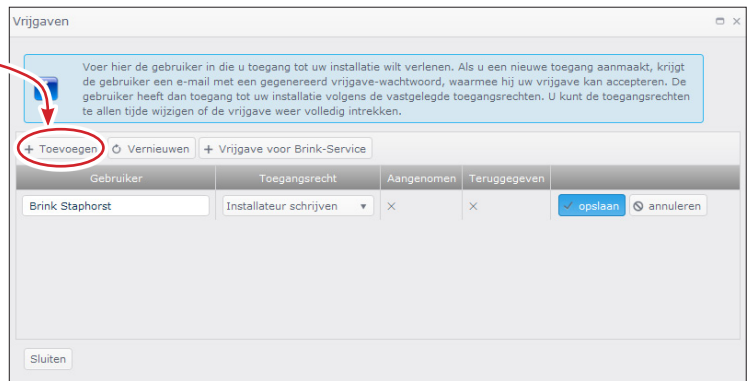 Vrijgaven
Voer hier de gebruiker in die u toegang tot uw installatie wilt verlenen. Als u een nieuwe toegang aanmaakt, krijgt
de gebruiker een e-mail met een gegenereerd vrijgave-wachtwoord, waarmee hij uw vrijgave kan accepteren. De
gebruiker heeft dan toegang tot uw installatie volgens de vastgelegde toegangsrechten. U kunt de toegangsrechten
te allen tijde wijzigen of de vrijgave weer volledig intrekken.
+ Toevoegen Vernieuwen + Vrijgave voor Brink-Service
Gebruiker Toegangsrecht Aangenomen Teruggegeven
Brink Staphorst Installateur schrijven opslaan annuleren
Sluiten